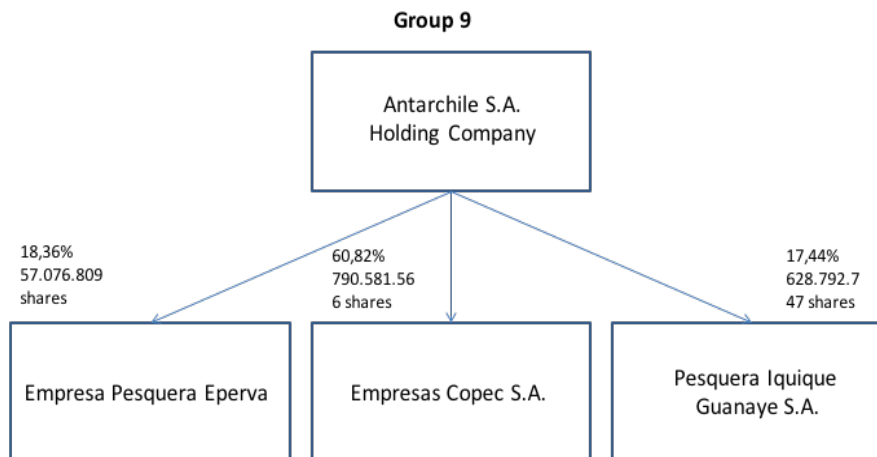 Group 9
Antarchile S.A.
Holding Company
18,36%
57.076.809
shares
60,82%
790.581.56
6 shares
17,44%
628.792.7
47 shares
Empresa Pesquera Eperva
Empresas Copec S.A.
Pesquera Iquique
Guanaye S.A.